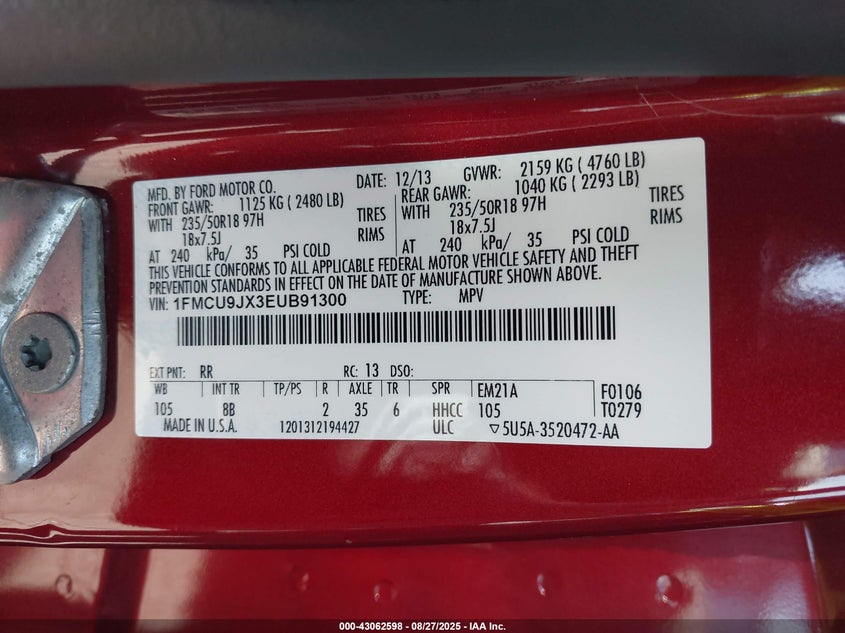 MFD. BY FORD MOTOR CO. DATE: 12/13 GVWR: 2159 KG ( 4760 LB)
FRONT GAWR: 1125 KG ( 2480 LB) REAR GAWR: 1040 KG ( 2293 LB)
WITH 235/50R18 97H TIRES WITH 235/50R18 97H TIRES
18x7.5J RIMS 18x7.5J RIMS
AT 240 kPa/ 35 PSI COLD AT 240 kPa/ 35 PSI COLD
THIS VEHICLE CONFORMS TO ALL APPLICABLE FEDERAL MOTOR VEHICLE SAFETY AND THEFT
PREVENTION STANDARDS IN EFFECT ON THE DATE OF MANUFACTURE SHOWN ABOVE.
VIN: 1FMCU9JX3EUB91300 TYPE: MPV
EXT PNT: RR RC: 13 DSO:
WB INT TR TP/PS R AXLE TR SPR EM21A F0106
105 8B 2 35 6 HHCC 105 T0279
MADE IN U.S.A. 1201312194427 ULC ▽5U5A-3520472-AA
000-43062598 - 08/27/2025 - IAA Inc.